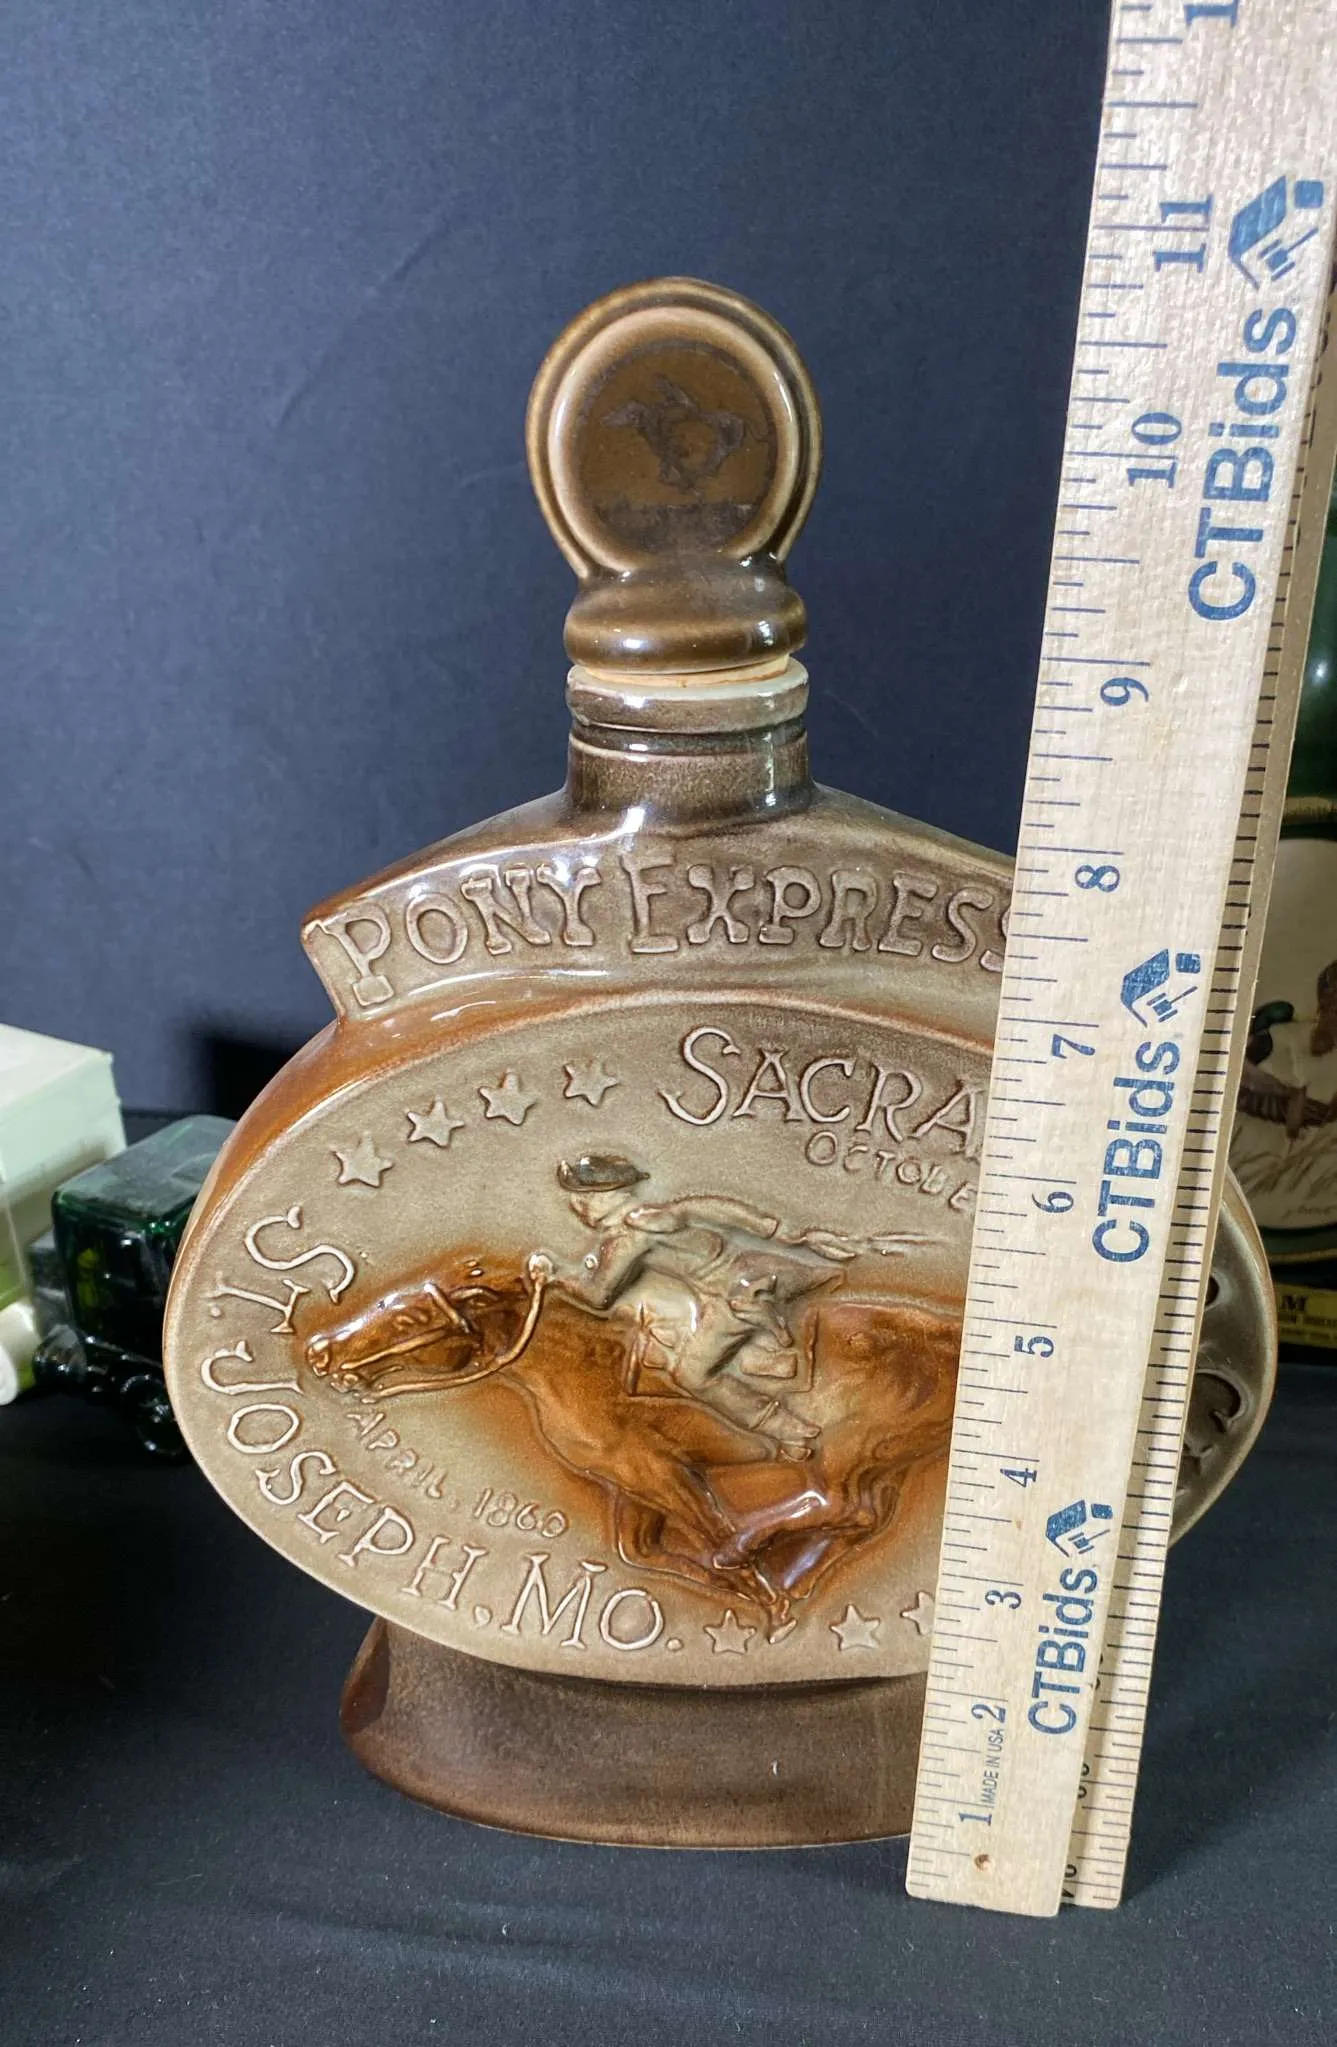 PONY EXPRESS
SACRA
OCTOBE
ST. JOSEPH, MO.
APRIL, 1860
CTBids
CTBids
CTBids
MADE IN USA
11
10
9
8
7
6
5
4
3
2
1